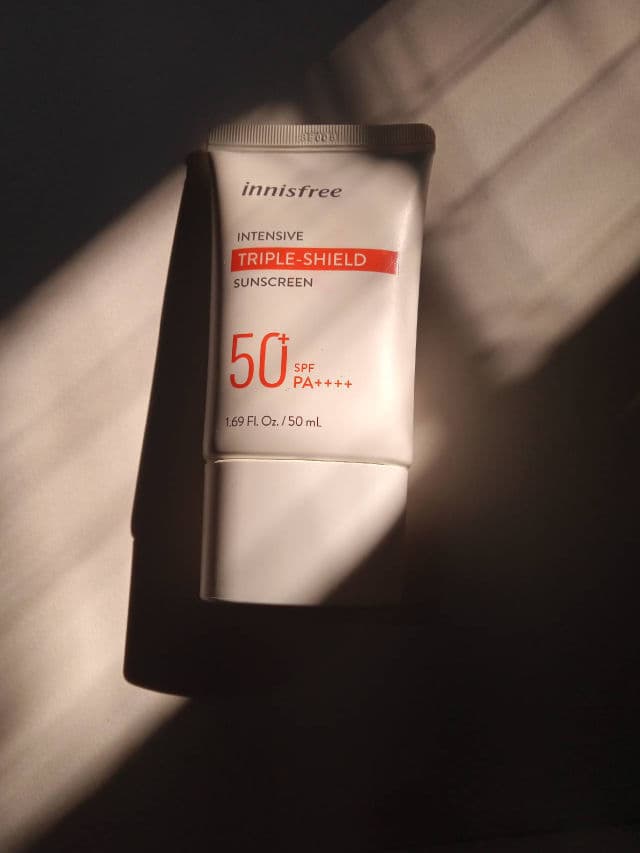 innisfree
INTENSIVE
TRIPLE-SHIELD
SUNSCREEN
50+
SPF
PA++++
1.69 Fl. Oz. / 50 mL